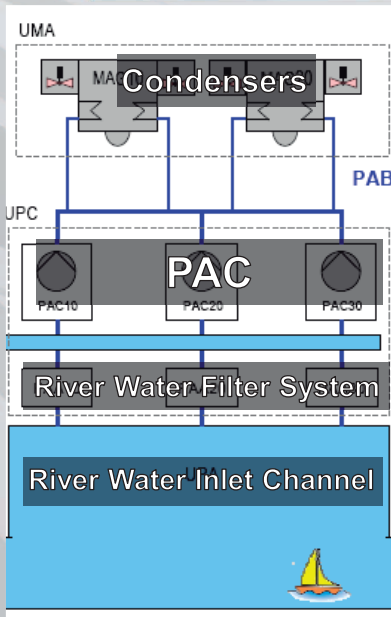 UMA
Condensers
PAB
UPC
PAC
PAC10 PAC20 PAC30
River Water Filter System
River Water Inlet Channel